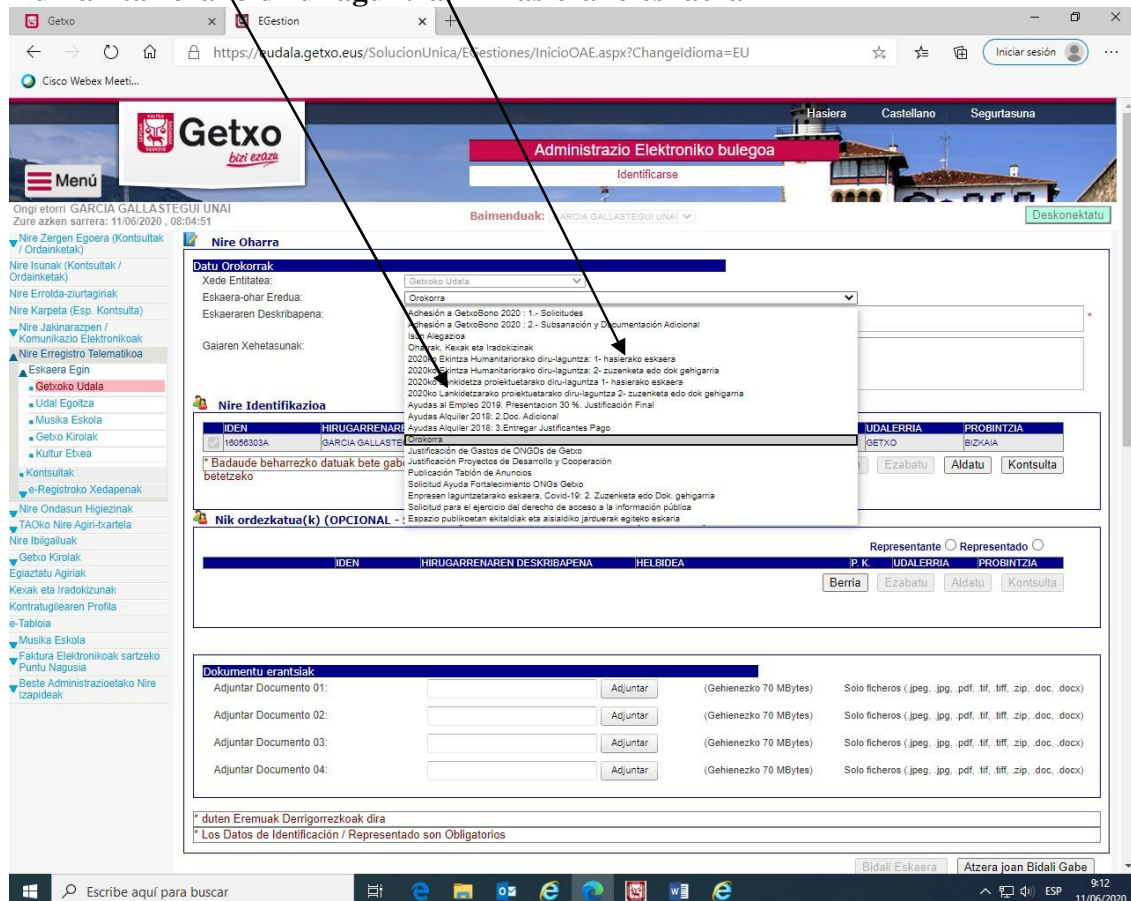 Getxo
EGestion
https://eudala.getxo.eus/SolucionUnica/EGestiones/InicioOAE.aspx?ChangeIdioma=EU
Iniciar sesión
Cisco Webex Meeti...
Hasiera Castellano Segurtasuna
Getxo
bizi ezazu
Menú
Administrazio Elektroniko bulegoa
Identificarse
Ongi etorri GARCIA GALLASTEGUI UNAI
Zure azken sarrera: 11/06/2020 , 08:04:51
Baimenduak: GARCIA GALLASTEGUI UNAI
Deskonektatu
Nire Zergen Egoera (Kontsultak / Ordainketak)
Nire Isunak (Kontsultak / Ordainketak)
Nire Errolda-ziurtagiriak
Nire Karpeta (Esp. Kontsulta)
Nire Jakinarazpen / Komunikazio Elektronikoak
Nire Erregistro Telematikoa
Eskaera Egin
Getxoko Udala
Udal Egoitza
Musika Eskola
Getxo Kirolak
Kultur Etxea
Kontsultak
e-Registroko Xedapenak
Nire Ondasun Higiezinak
TAOko Nire Agiri-txartela
Nire Ibilgailuak
Getxo Kirolak
Egiaztatu Agiriak
Kexak eta Iradokizunak
Kontratugilearen Profila
e-Tabloia
Musika Eskola
Faktura Elektronikoak sartzeko Puntu Nagusia
Beste Administrazioetako Nire Izapideak
Nire Oharra
Datu Orokorrak
Xede Entitatea: Getxoko Udala
Eskaera-ohar Eredua: Orokorra
Eskaeraren Deskribapena: *
Gaiaren Xehetasunak:
Adhesión a GetxoBono 2020 : 1.- Solicitudes
Adhesión a GetxoBono 2020 : 2.- Subsanación y Documentación Adicional
Isun Alegazioa
Oharrak, Kexak eta Iradokizinak
2020ko Ekintza Humanitariorako diru-laguntza: 1- hasierako eskaera
2020ko Ekintza Humanitariorako diru-laguntza: 2- zuzenketa edo dok gehigarria
2020ko Lankidetza proiektuetarako diru-laguntza 1- hasierako eskaera
2020ko Lankidetzarako proiektuetarako diru-laguntza 2- zuzenketa edo dok gehigarria
Ayudas al Empleo 2019. Presentacion 30 %. Justificación Final
Ayudas Alquiler 2018: 2.Doc. Adicional
Ayudas Alquiler 2018: 3.Entregar Justificantes Pago
Orokorra
Justificación de Gastos de ONGDs de Getxo
Justificación Proyectos de Desarrollo y Cooperación
Publicación Tablón de Anuncios
Solicitud Ayuda Fortalecimiento ONGs Getxo
Enpresen laguntzetarako eskaera, Covid-19: 2. Zuzenketa edo Dok. gehigarria
Solicitud para el ejercicio del derecho de acceso a la información pública
Espazio publikoetan ekitaldiak eta aisialdiko jarduerak egiteko eskaria
Nire Identifikazioa
IDEN HIRUGARRENARE UDALERRIA PROBINTZIA
16056303A GARCIA GALLASTE GETXO BIZKAIA
* Badaude beharrezko datuak bete gabe
betetzeko
Ezabatu Aldatu Kontsulta
Nik ordezkatua(k) (OPCIONAL -
Representante Representado
IDEN HIRUGARRENAREN DESKRIBAPENA HELBIDEA P. K. UDALERRIA PROBINTZIA
Berria Ezabatu Aldatu Kontsulta
Dokumentu erantsiak
Adjuntar Documento 01: Adjuntar (Gehienezko 70 MBytes) Solo ficheros (.jpeg, .jpg, .pdf, .tif, .tiff, .zip, .doc, .docx)
Adjuntar Documento 02: Adjuntar (Gehienezko 70 MBytes) Solo ficheros (.jpeg, .jpg, .pdf, .tif, .tiff, .zip, .doc, .docx)
Adjuntar Documento 03: Adjuntar (Gehienezko 70 MBytes) Solo ficheros (.jpeg, .jpg, .pdf, .tif, .tiff, .zip, .doc, .docx)
Adjuntar Documento 04: Adjuntar (Gehienezko 70 MBytes) Solo ficheros (.jpeg, .jpg, .pdf, .tif, .tiff, .zip, .doc, .docx)
* duten Eremuak Derrigorrezkoak dira
* Los Datos de Identificación / Representado son Obligatorios
Bidali Eskaera Atzera joan Bidali Gabe
Escribe aquí para buscar
ESP
9:12
11/06/2020